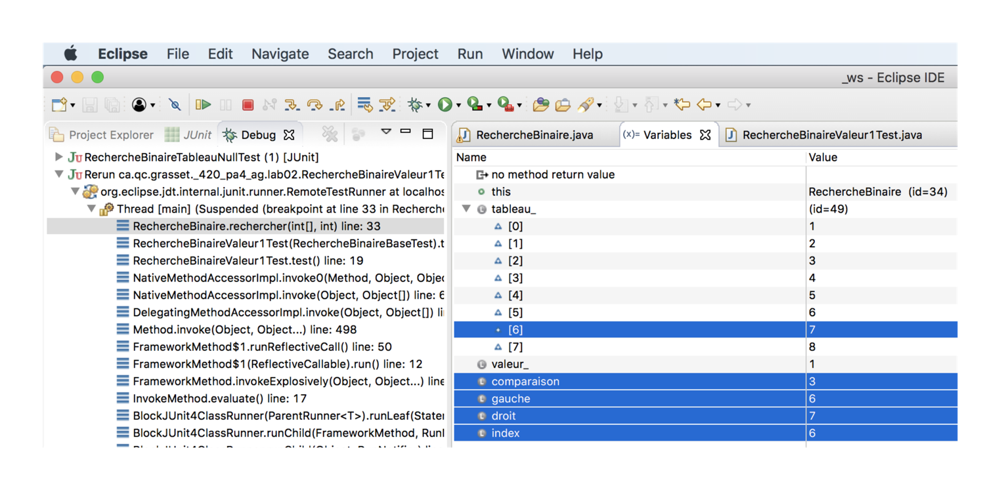 Eclipse File Edit Navigate Search Project Run Window Help
_ws - Eclipse IDE
Project Explorer JUnit Debug
RechercheBinaireTableauNullTest (1) [JUnit]
Rerun ca.qc.grasset._420_pa4_ag.lab02.RechercheBinaireValeur1Te
org.eclipse.jdt.internal.junit.runner.RemoteTestRunner at localhos
Thread [main] (Suspended (breakpoint at line 33 in Recherche
RechercheBinaire.rechercher(int[], int) line: 33
RechercheBinaireValeur1Test(RechercheBinaireBaseTest).t
RechercheBinaireValeur1Test.test() line: 19
NativeMethodAccessorImpl.invoke0(Method, Object, Objec
NativeMethodAccessorImpl.invoke(Object, Object[]) line: 6
DelegatingMethodAccessorImpl.invoke(Object, Object[]) li
Method.invoke(Object, Object...) line: 498
FrameworkMethod$1.runReflectiveCall() line: 50
FrameworkMethod$1(ReflectiveCallable).run() line: 12
FrameworkMethod.invokeExplosively(Object, Object...) line
InvokeMethod.evaluate() line: 17
BlockJUnit4ClassRunner(ParentRunner<T>).runLeaf(Stater
BlockJUnit4ClassRunner.runChild(FrameworkMethod, RunI
RechercheBinaire.java (x)= Variables RechercheBinaireValeur1Test.java
Name Value
no method return value
this RechercheBinaire (id=34)
tableau_ (id=49)
[0] 1
[1] 2
[2] 3
[3] 4
[4] 5
[5] 6
[6] 7
[7] 8
valeur_ 1
comparaison 3
gauche 6
droit 7
index 6